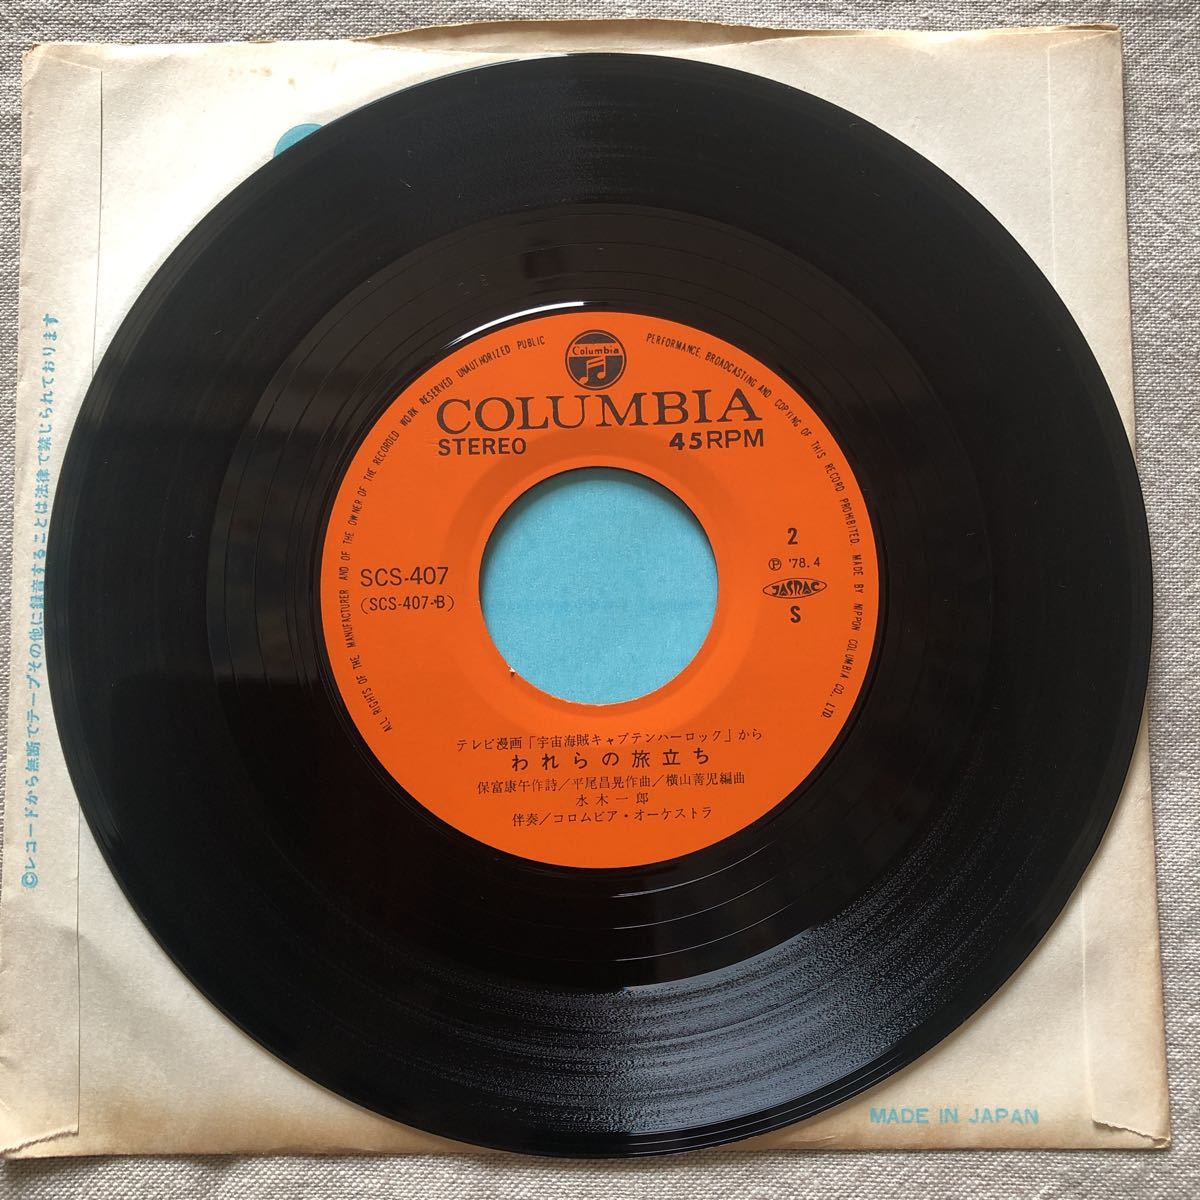 Columbia
COLUMBIA
STEREO 45RPM
ALL RIGHTS OF THE MANUFACTURER AND OF THE OWNER OF THE RECORDED WORK RESERVED UNAUTHORIZED PUBLIC PERFORMANCE, BROADCASTING AND COPYING OF THIS RECORD PROHIBITED. MADE BY NIPPON COLUMBIA CO., LTD.
SCS-407
(SCS-407-B)
2
Ⓟ '78.4
JASRAC
S
テレビ漫画「宇宙海賊キャプテンハーロック」から
われらの旅立ち
保富康午作詩/平尾昌晃作曲/横山菁児編曲
水木一郎
伴奏/コロムビア・オーケストラ
©レコードから無断でテープその他に録音することは法律で禁じられております
MADE IN JAPAN